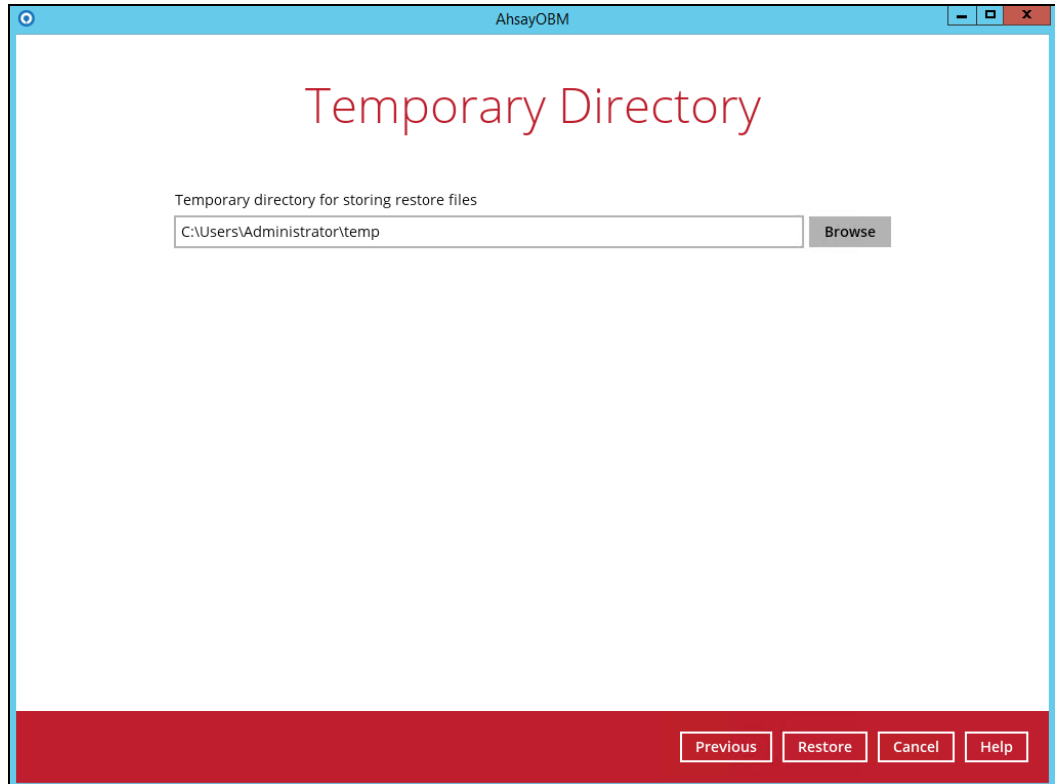 AhsayOBM
Temporary Directory
Temporary directory for storing restore files
C:\Users\Administrator\temp
Browse
Previous Restore Cancel Help